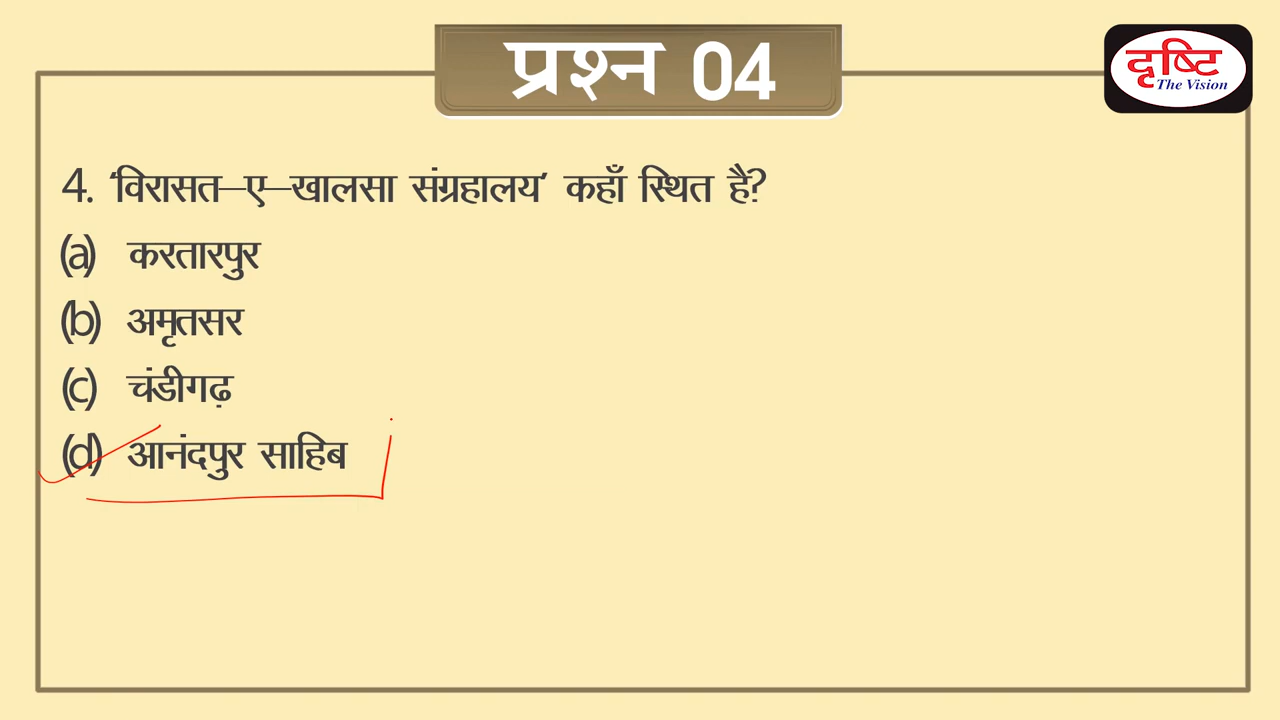 प्रश्न 04
दृष्टि
The Vision
4. ‘विरासत–ए–खालसा संग्रहालय’ कहाँ स्थित है?
(a) करतारपुर
(b) अमृतसर
(c) चंडीगढ़
(d) आनंदपुर साहिब